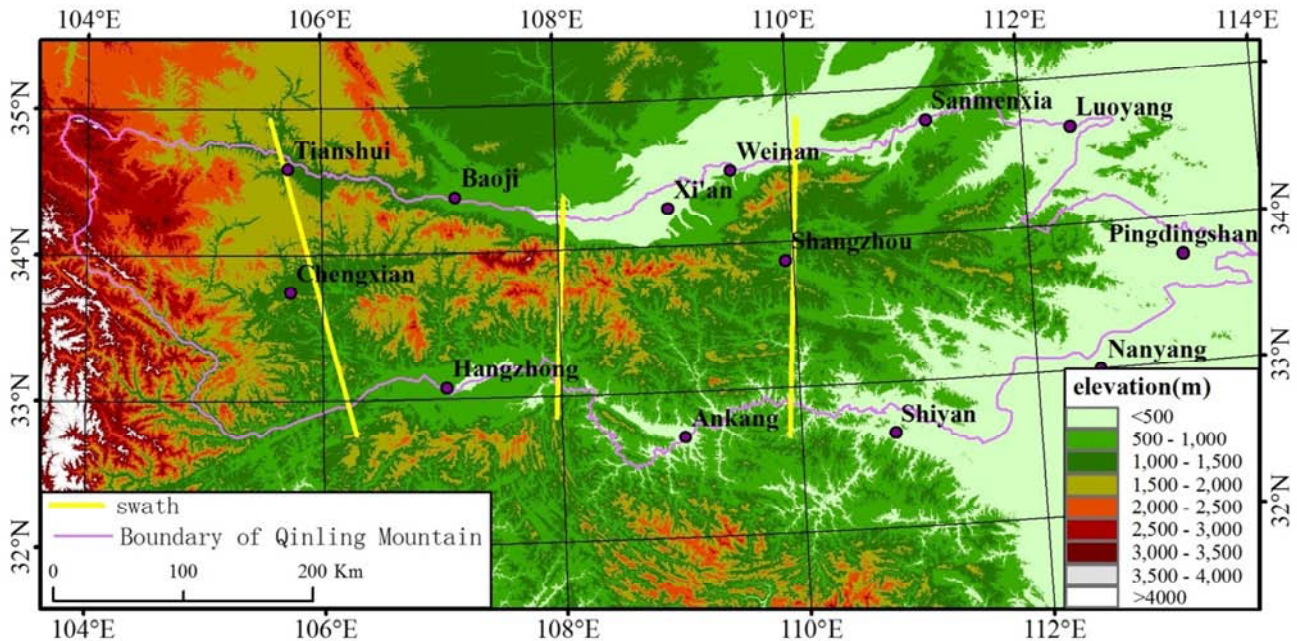 104°E 106°E 108°E 110°E 112°E 114°E
35°N
34°N
33°N
32°N
Sanmenxia
Luoyang
Tianshui
Weinan
Baoji
Xi'an
Shangzhou
Pingdingshan
Chengxian
Hangzhong
Nanyang
Ankang
Shiyan
34°N
33°N
32°N
elevation(m)
<500
500 - 1,000
1,000 - 1,500
1,500 - 2,000
2,000 - 2,500
2,500 - 3,000
3,000 - 3,500
3,500 - 4,000
>4000
swath
Boundary of Qinling Mountain
0 100 200 Km
104°E 106°E 108°E 110°E 112°E